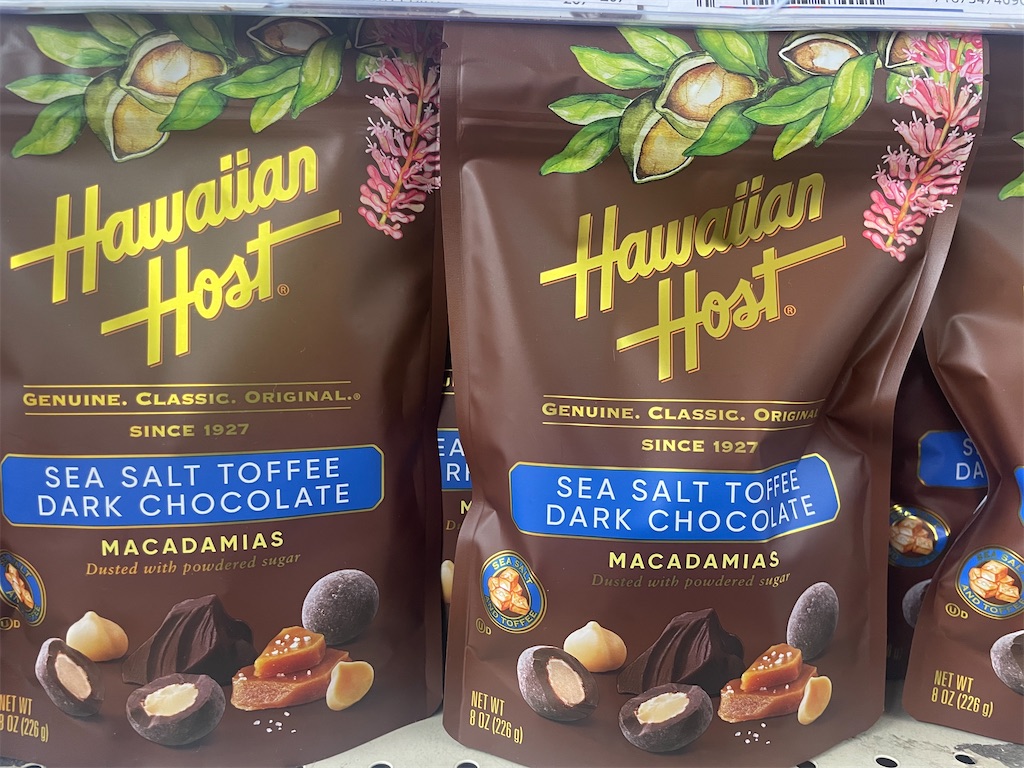 Hawaiian
Host®
GENUINE. CLASSIC. ORIGINAL.®
SINCE 1927
SEA SALT TOFFEE
DARK CHOCOLATE
MACADAMIAS
Dusted with powdered sugar
NET WT
8 OZ (226 g)
Hawaiian
Host®
GENUINE. CLASSIC. ORIGINAL
SINCE 1927
SEA SALT TOFFEE
DARK CHOCOLATE
MACADAMIAS
Dusted with powdered sugar
SEA SALT
AND TOFFEE
UD
NET WT
8 OZ (226 g)
SEA SALT
AND TOFFEE
UD
NET WT
8 OZ (226 g)